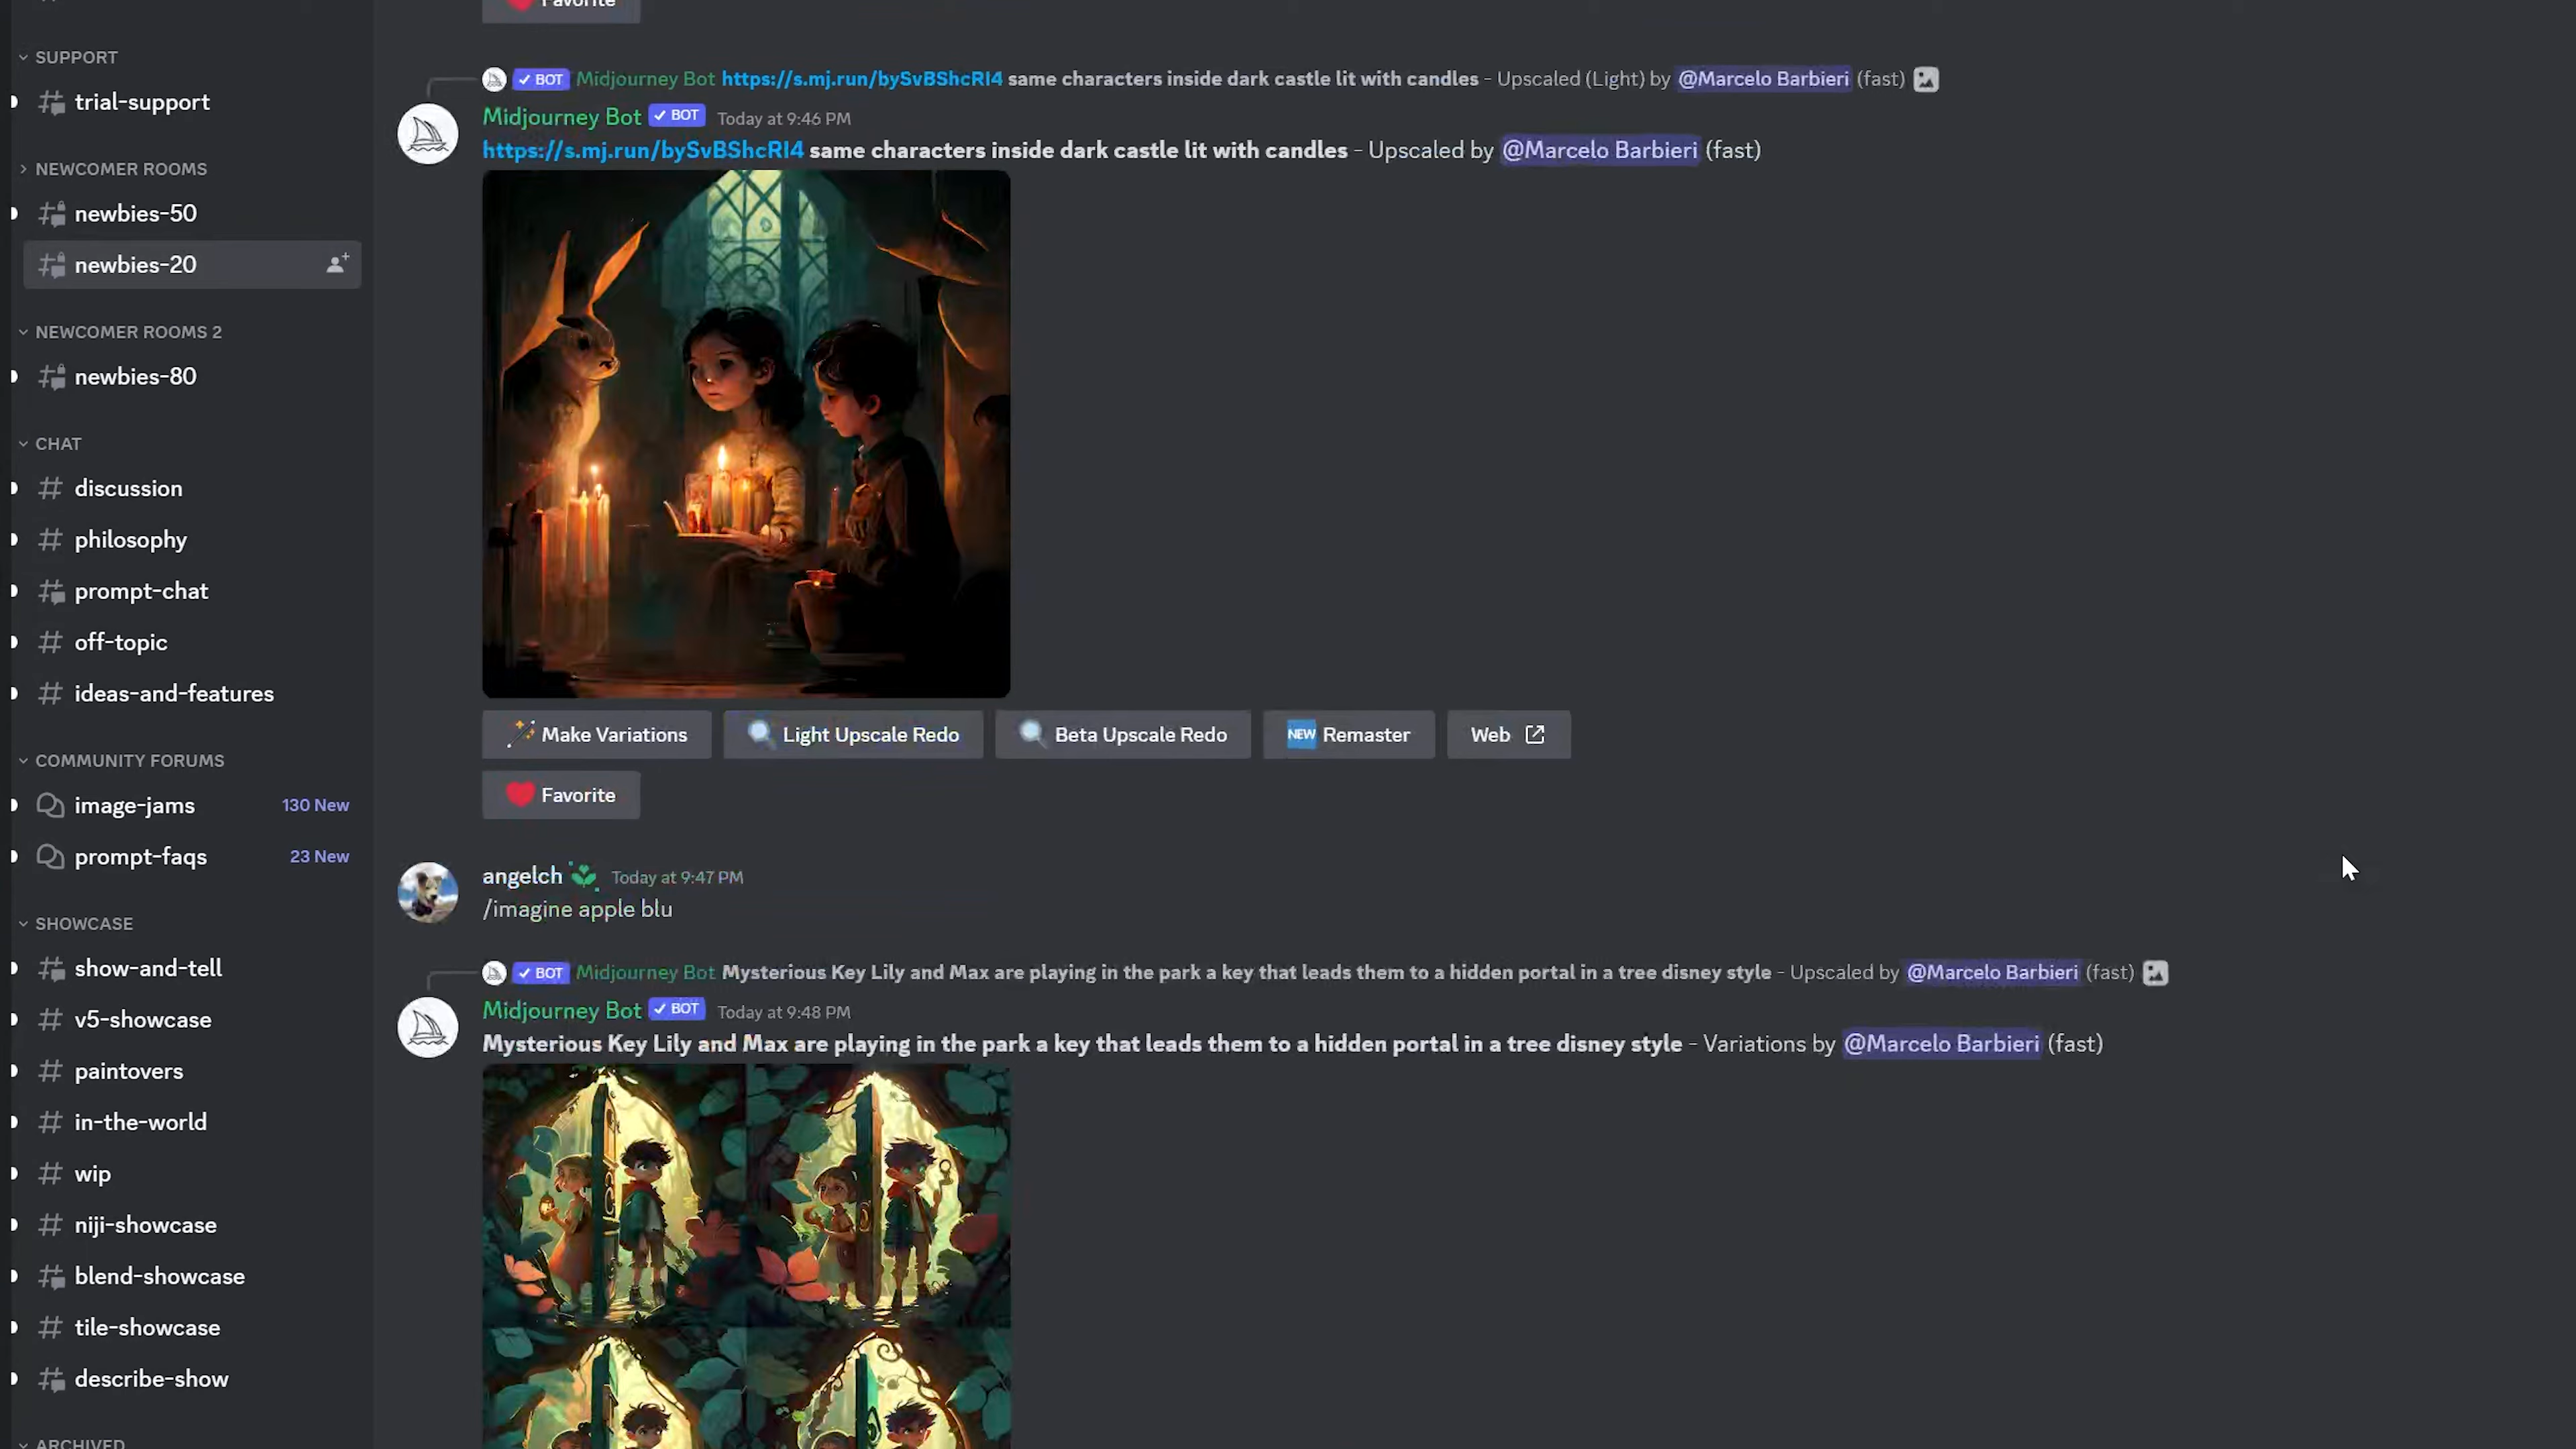 SUPPORT
trial-support
NEWCOMER ROOMS
newbies-50
newbies-20
NEWCOMER ROOMS 2
newbies-80
CHAT
discussion
philosophy
prompt-chat
off-topic
ideas-and-features
COMMUNITY FORUMS
image-jams 130 New
prompt-faqs 23 New
SHOWCASE
show-and-tell
v5-showcase
paintovers
in-the-world
wip
niji-showcase
blend-showcase
tile-showcase
describe-show
ARCHIVED
Favorite
BOT Midjourney Bot https://s.mj.run/bySvBShcRI4 same characters inside dark castle lit with candles - Upscaled (Light) by @Marcelo Barbieri (fast)
Midjourney Bot BOT Today at 9:46 PM
https://s.mj.run/bySvBShcRI4 same characters inside dark castle lit with candles - Upscaled by @Marcelo Barbieri (fast)
Make Variations Light Upscale Redo Beta Upscale Redo NEW Remaster Web
Favorite
angelch Today at 9:47 PM
/imagine apple blu
BOT Midjourney Bot Mysterious Key Lily and Max are playing in the park a key that leads them to a hidden portal in a tree disney style - Upscaled by @Marcelo Barbieri (fast)
Midjourney Bot BOT Today at 9:48 PM
Mysterious Key Lily and Max are playing in the park a key that leads them to a hidden portal in a tree disney style - Variations by @Marcelo Barbieri (fast)